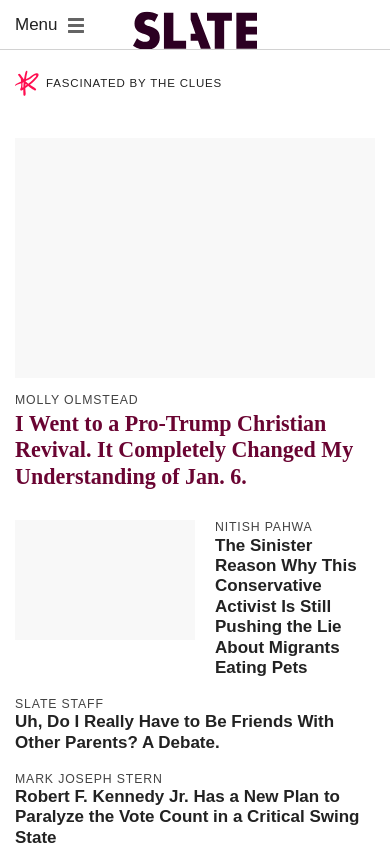 Menu
SLATE
FASCINATED BY THE CLUES
MOLLY OLMSTEAD
I Went to a Pro-Trump Christian
Revival. It Completely Changed My
Understanding of Jan. 6.
NITISH PAHWA
The Sinister
Reason Why This
Conservative
Activist Is Still
Pushing the Lie
About Migrants
Eating Pets
SLATE STAFF
Uh, Do I Really Have to Be Friends With
Other Parents? A Debate.
MARK JOSEPH STERN
Robert F. Kennedy Jr. Has a New Plan to
Paralyze the Vote Count in a Critical Swing
State